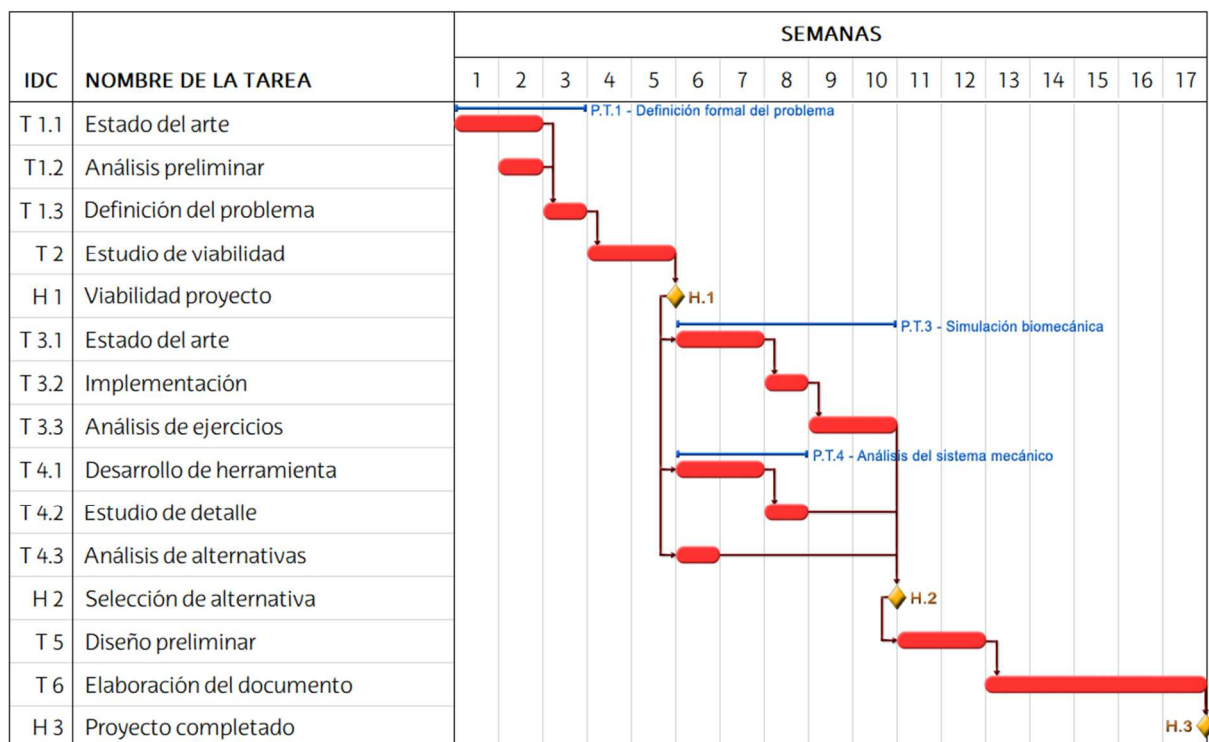 SEMANAS
IDC NOMBRE DE LA TAREA 1 2 3 4 5 6 7 8 9 10 11 12 13 14 15 16 17
P.T.1 - Definición formal del problema
T 1.1 Estado del arte
T1.2 Análisis preliminar
T 1.3 Definición del problema
T 2 Estudio de viabilidad
H 1 Viabilidad proyecto H.1
P.T.3 - Simulación biomecánica
T 3.1 Estado del arte
T 3.2 Implementación
T 3.3 Análisis de ejercicios
P.T.4 - Análisis del sistema mecánico
T 4.1 Desarrollo de herramienta
T 4.2 Estudio de detalle
T 4.3 Análisis de alternativas
H 2 Selección de alternativa H.2
T 5 Diseño preliminar
T 6 Elaboración del documento
H 3 Proyecto completado H.3